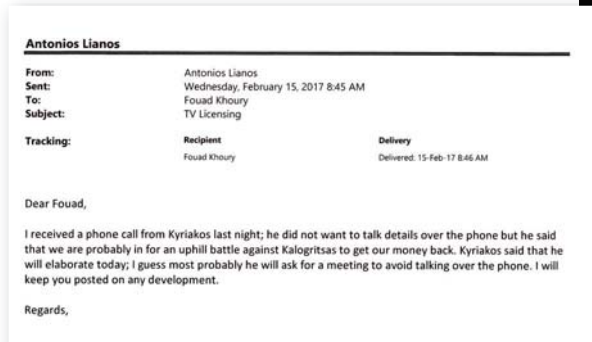 Antonios Lianos
From: Antonios Lianos
Sent: Wednesday, February 15, 2017 8:45 AM
To: Fouad Khoury
Subject: TV Licensing
Tracking: Recipient Delivery
Fouad Khoury Delivered: 15-Feb-17 8:46 AM
Dear Fouad,
I received a phone call from Kyriakos last night; he did not want to talk details over the phone but he said
that we are probably in for an uphill battle against Kalogritsas to get our money back. Kyriakos said that he
will elaborate today; I guess most probably he will ask for a meeting to avoid talking over the phone. I will
keep you posted on any development.
Regards,